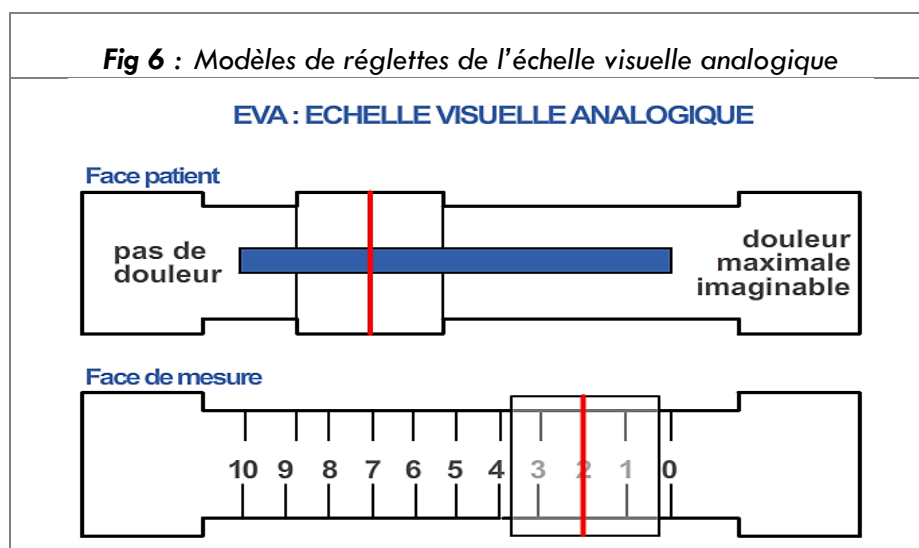 Fig 6 : Modèles de réglettes de l'échelle visuelle analogique
EVA : ECHELLE VISUELLE ANALOGIQUE
Face patient
pas de
douleur
douleur
maximale
imaginable
Face de mesure
10 9 8 7 6 5 4 3 2 1 0